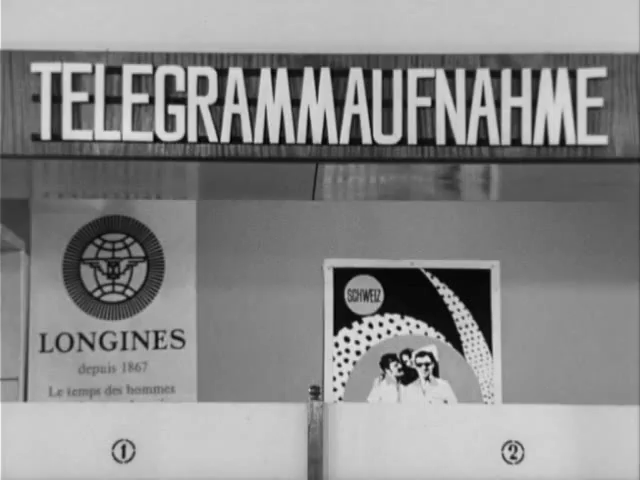 TELEGRAMMAUFNAHME
LONGINES
depuis 1867
Le temps des hommes
SCHWEIZ
1
2